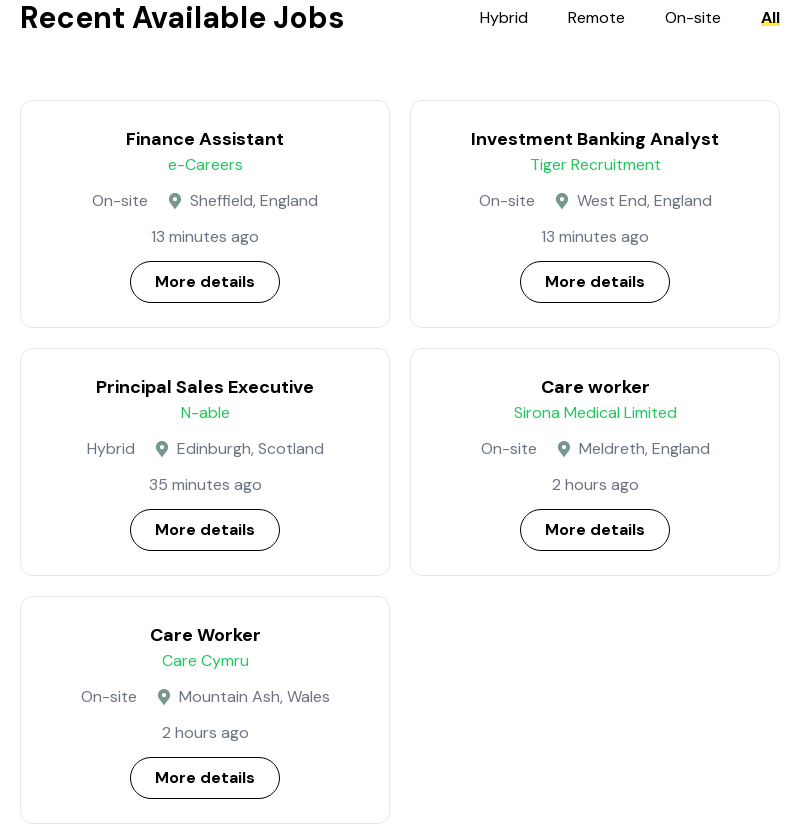 Recent Available Jobs
Hybrid Remote On-site All
Finance Assistant
e-Careers
On-site Sheffield, England
13 minutes ago
More details
Investment Banking Analyst
Tiger Recruitment
On-site West End, England
13 minutes ago
More details
Principal Sales Executive
N-able
Hybrid Edinburgh, Scotland
35 minutes ago
More details
Care worker
Sirona Medical Limited
On-site Meldreth, England
2 hours ago
More details
Care Worker
Care Cymru
On-site Mountain Ash, Wales
2 hours ago
More details